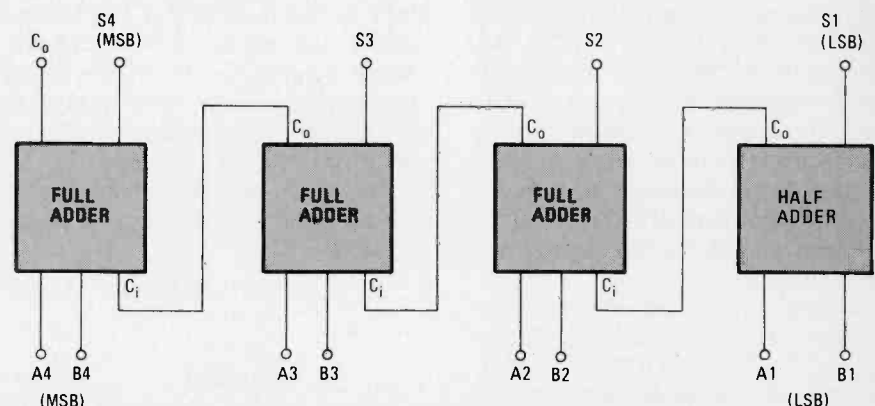 S4
(MSB)
C₀
S3
S2
S1
(LSB)
C₀
C₀
C₀
FULL
ADDER
FULL
ADDER
FULL
ADDER
HALF
ADDER
Cᵢ
Cᵢ
Cᵢ
A4
B4
A3
B3
A2
B2
A1
B1
(MSB)
(LSB)